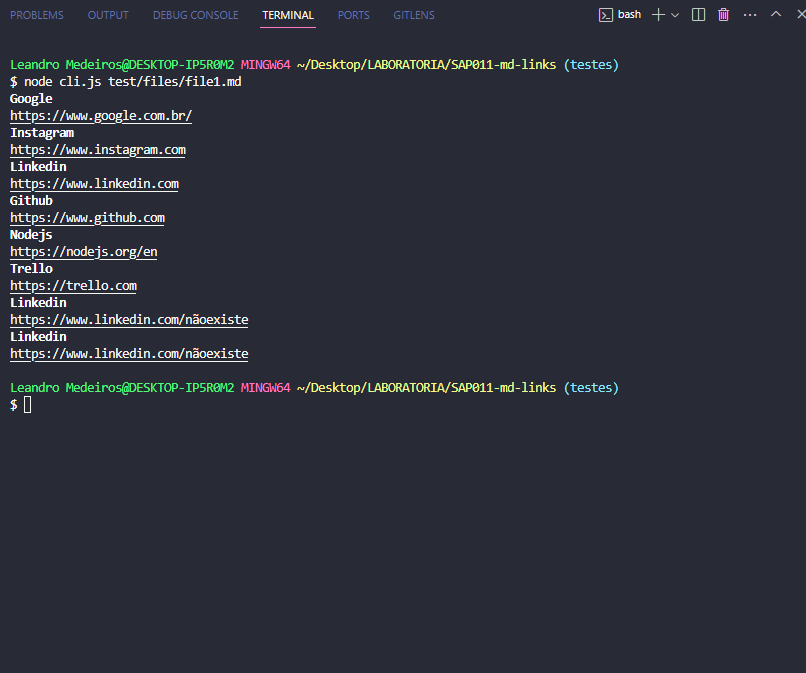 PROBLEMS OUTPUT DEBUG CONSOLE TERMINAL PORTS GITLENS bash
Leandro Medeiros@DESKTOP-IP5R0M2 MINGW64 ~/Desktop/LABORATORIA/SAP011-md-links (testes)
$ node cli.js test/files/file1.md
Google
https://www.google.com.br/
Instagram
https://www.instagram.com
Linkedin
https://www.linkedin.com
Github
https://www.github.com
Nodejs
https://nodejs.org/en
Trello
https://trello.com
Linkedin
https://www.linkedin.com/nãoexiste
Linkedin
https://www.linkedin.com/nãoexiste
Leandro Medeiros@DESKTOP-IP5R0M2 MINGW64 ~/Desktop/LABORATORIA/SAP011-md-links (testes)
$